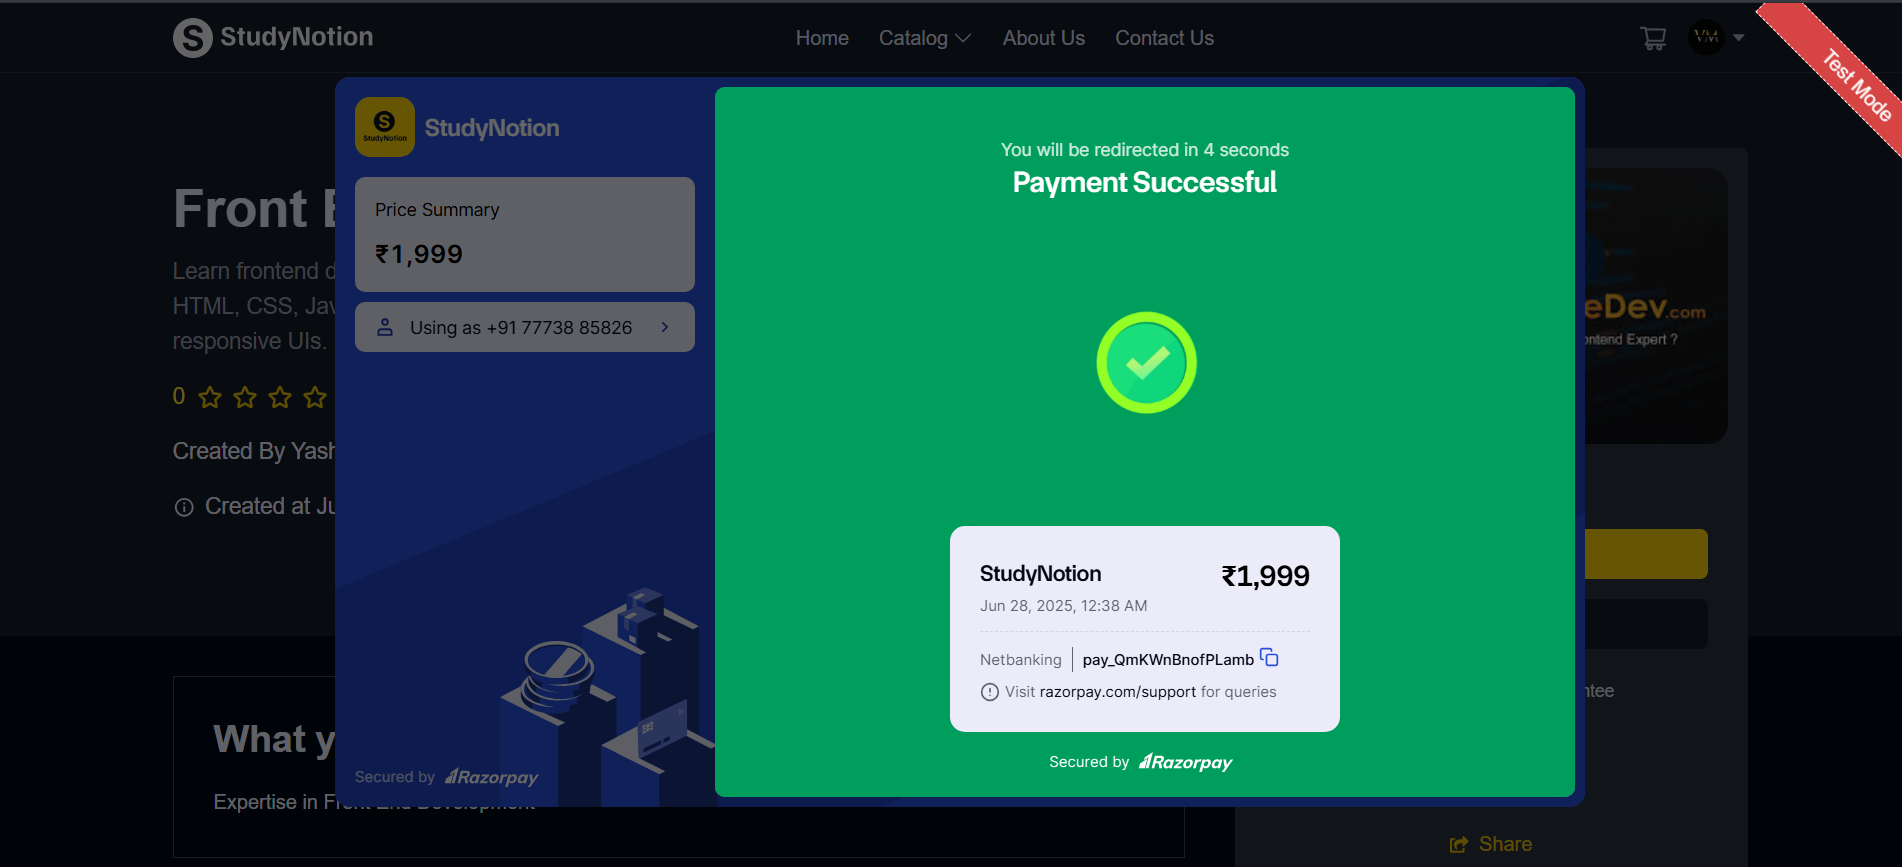 StudyNotion
Home Catalog About Us Contact Us
VM
Test Mode
StudyNotion
StudyNotion
Price Summary
₹1,999
Using as +91 77738 85826
Secured by Razorpay
You will be redirected in 4 seconds
Payment Successful
StudyNotion ₹1,999
Jun 28, 2025, 12:38 AM
Netbanking pay_QmKWnBnofPLamb
Visit razorpay.com/support for queries
Secured by Razorpay
Front
Learn frontend d
HTML, CSS, Jav
responsive UIs.
0
Created By Yash
Created at Ju
What y
Expertise in Front End Development
eDev.com
ontend Expert ?
ntee
Share